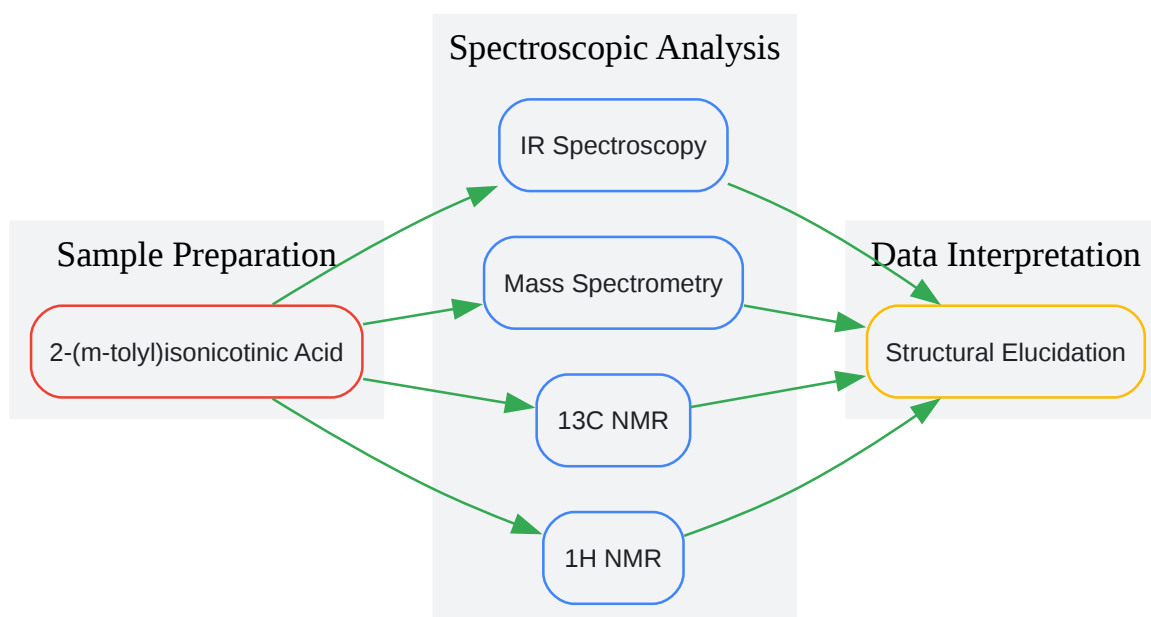 Spectroscopic Analysis
IR Spectroscopy
Sample Preparation
Data Interpretation
Mass Spectrometry
2-(m-tolyl)isonicotinic Acid
Structural Elucidation
13C NMR
1H NMR